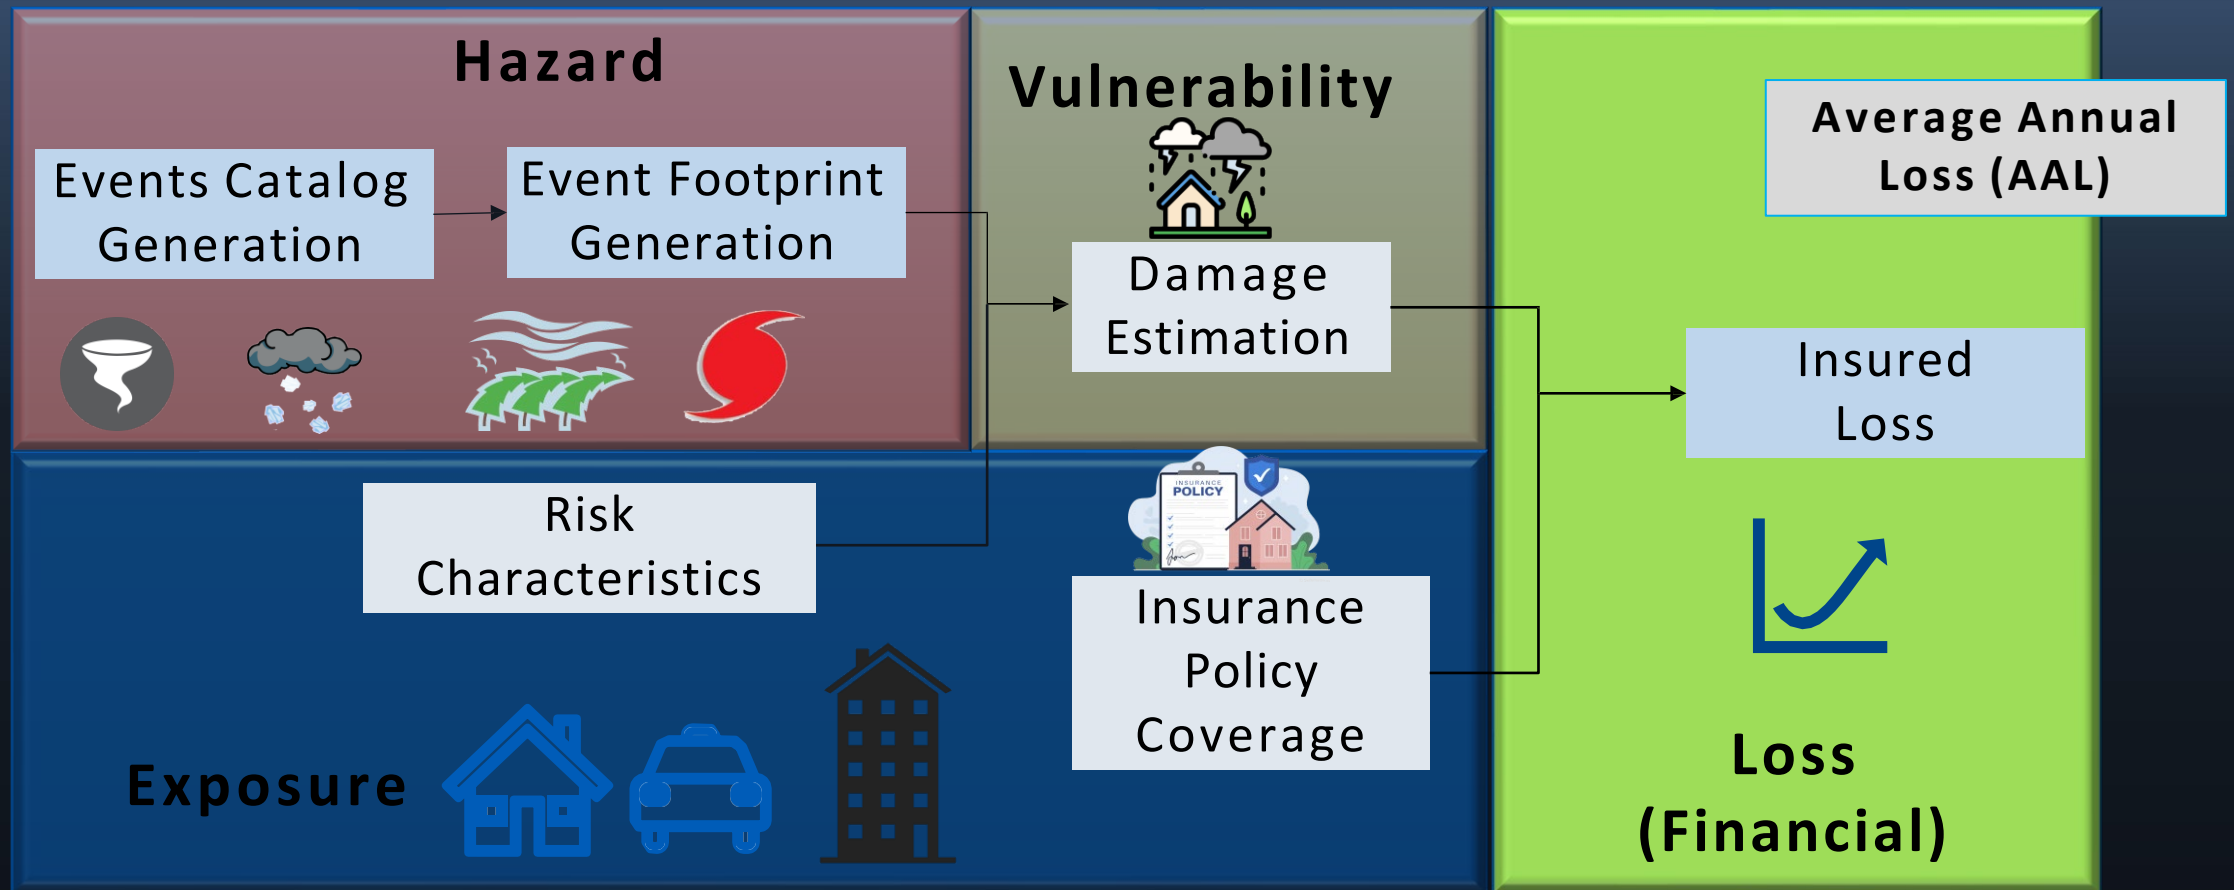 Hazard
Events Catalog
Generation
Event Footprint
Generation
Vulnerability
Damage
Estimation
Average Annual
Loss (AAL)
Insured
Loss
Risk
Characteristics
INSURANCE
POLICY
Insurance
Policy
Coverage
Exposure
Loss
(Financial)